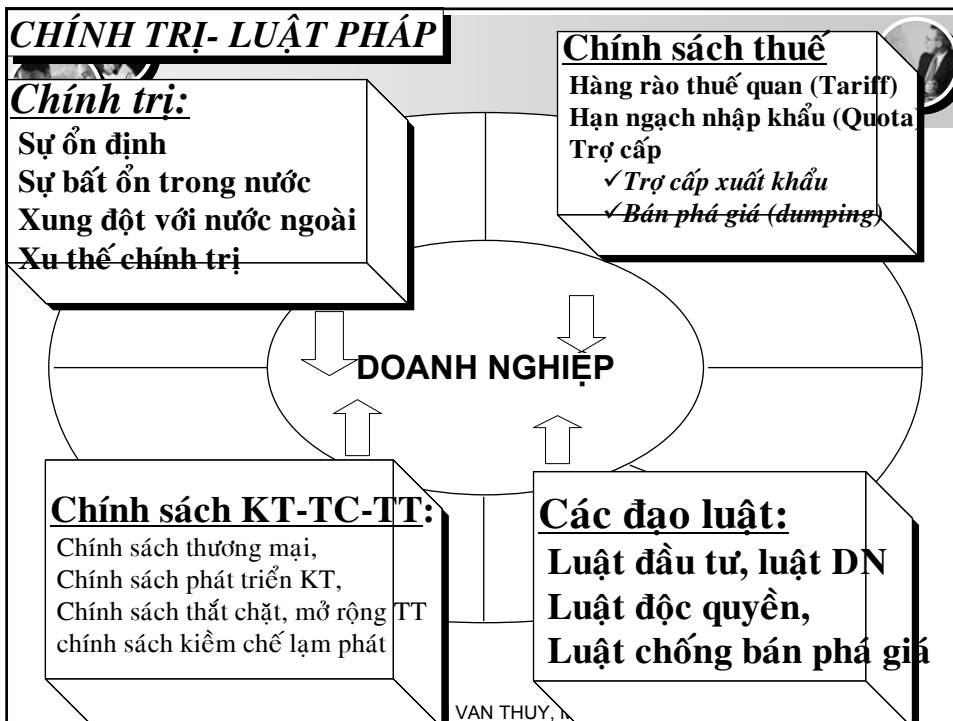 CHÍNH TRỊ- LUẬT PHÁP
Chính trị:
Sự ổn định
Sự bất ổn trong nước
Xung đột với nước ngoài
Xu thế chính trị
Chính sách thuế
Hàng rào thuế quan (Tariff)
Hạn ngạch nhập khẩu (Quota)
Trợ cấp
✓Trợ cấp xuất khẩu
✓Bán phá giá (dumping)
DOANH NGHIỆP
Chính sách KT-TC-TT:
Chính sách thương mại,
Chính sách phát triển KT,
Chính sách thắt chặt, mở rộng TT
chính sách kiềm chế lạm phát
Các đạo luật:
Luật đầu tư, luật DN
Luật độc quyền,
Luật chống bán phá giá
VAN THUY,